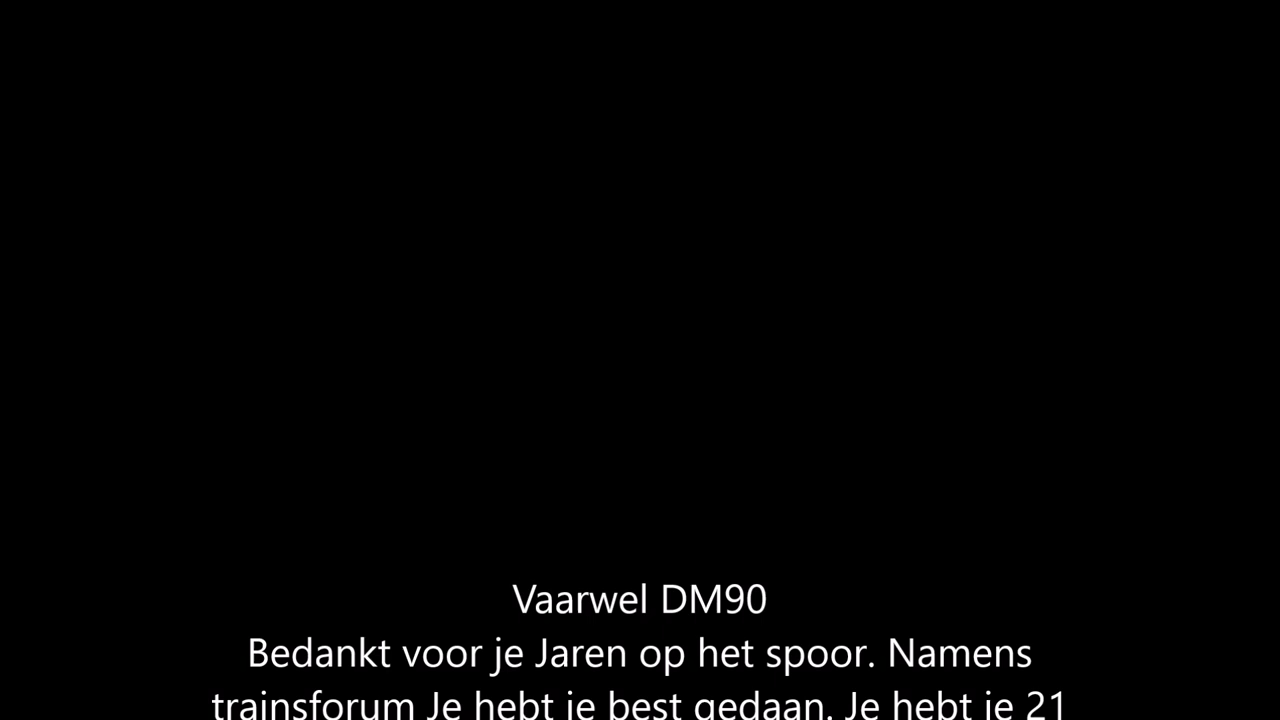 Vaarwel DM90
Bedankt voor je Jaren op het spoor. Namens
trainsforum Je hebt je best gedaan. Je hebt je 21